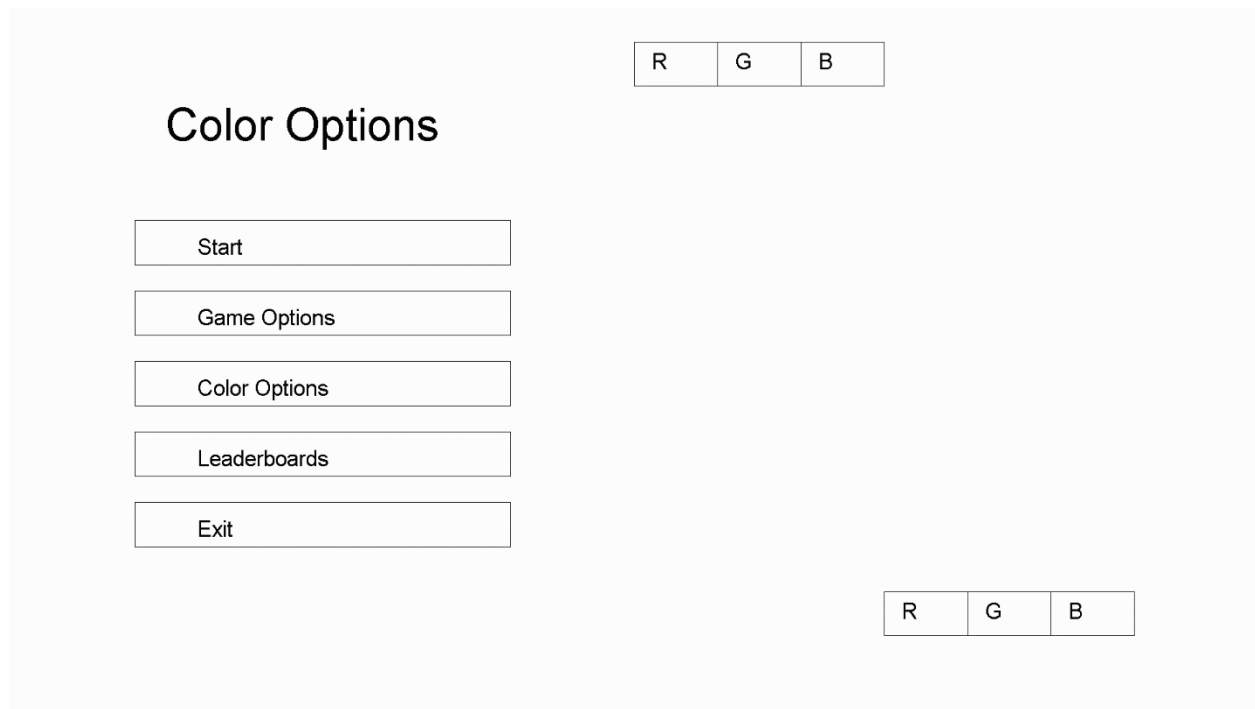 R G B
Color Options
Start
Game Options
Color Options
Leaderboards
Exit
R G B